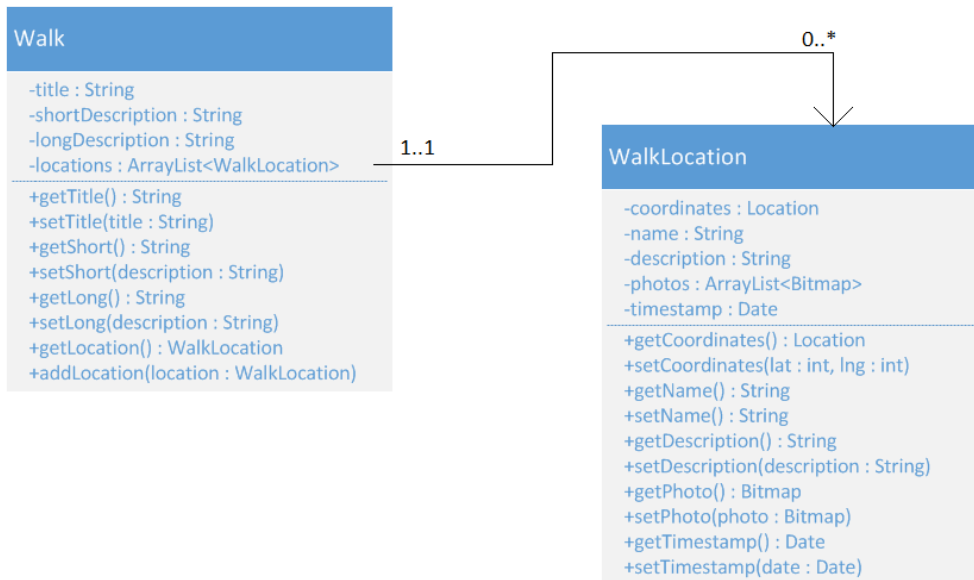 Walk
-title : String
-shortDescription : String
-longDescription : String
-locations : ArrayList<WalkLocation>
+getTitle() : String
+setTitle(title : String)
+getShort() : String
+setShort(description : String)
+getLong() : String
+setLong(description : String)
+getLocation() : WalkLocation
+addLocation(location : WalkLocation)
1..1
0..*
WalkLocation
-coordinates : Location
-name : String
-description : String
-photos : ArrayList<Bitmap>
-timestamp : Date
+getCoordinates() : Location
+setCoordinates(lat : int, lng : int)
+getName() : String
+setName() : String
+getDescription() : String
+setDescription(description : String)
+getPhoto() : Bitmap
+setPhoto(photo : Bitmap)
+getTimestamp() : Date
+setTimestamp(date : Date)